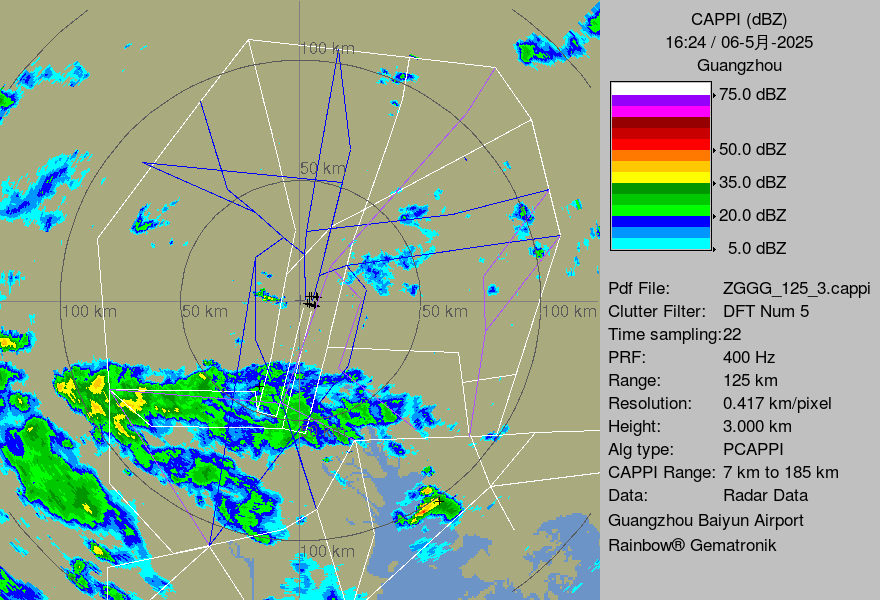 100 km
50 km
100 km
50 km
50 km
100 km
100 km
CAPPI (dBZ)
16:24 / 06-5月-2025
Guangzhou
75.0 dBZ
50.0 dBZ
35.0 dBZ
20.0 dBZ
5.0 dBZ
Pdf File: ZGGG_125_3.cappi
Clutter Filter: DFT Num 5
Time sampling:22
PRF: 400 Hz
Range: 125 km
Resolution: 0.417 km/pixel
Height: 3.000 km
Alg type: PCAPPI
CAPPI Range: 7 km to 185 km
Data: Radar Data
Guangzhou Baiyun Airport
Rainbow® Gematronik